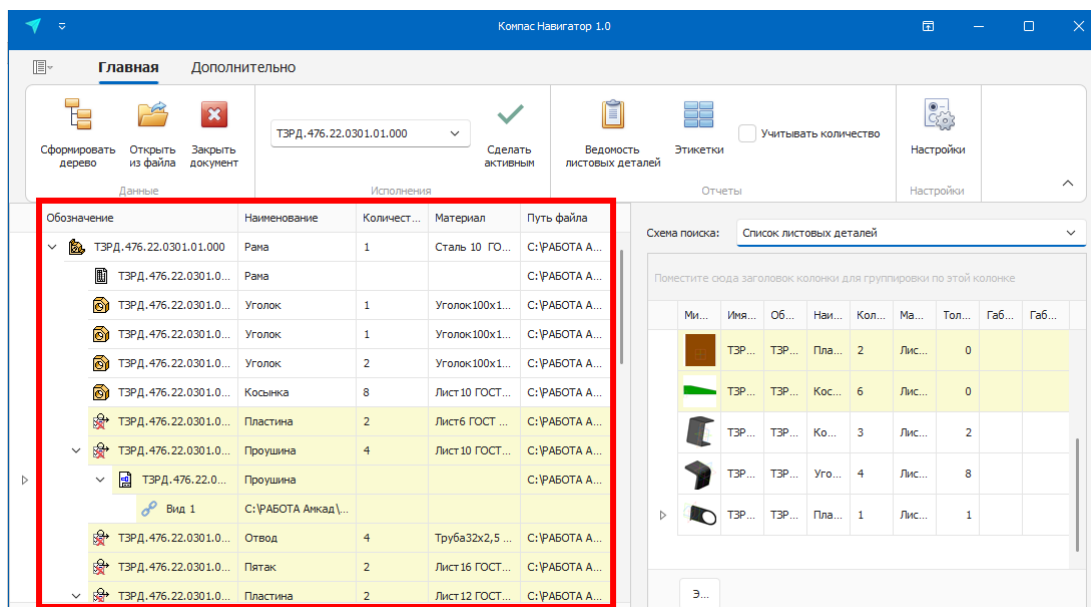 Компас Навигатор 1.0
Главная Дополнительно
Сформировать дерево
Открыть из файла
Закрыть документ
ТЗРД.476.22.0301.01.000
Сделать активным
Ведомость листовых деталей
Этикетки
Учитывать количество
Настройки
Данные Исполнения Отчеты Настройки
Обозначение Наименование Количест... Материал Путь файла
ТЗРД.476.22.0301.01.000 Рама 1 Сталь 10 ГО... C:\РАБОТА А...
ТЗРД.476.22.0301.0... Рама C:\РАБОТА А...
ТЗРД.476.22.0301.0... Уголок 1 Уголок100x1... C:\РАБОТА А...
ТЗРД.476.22.0301.0... Уголок 1 Уголок100x1... C:\РАБОТА А...
ТЗРД.476.22.0301.0... Уголок 2 Уголок100x1... C:\РАБОТА А...
ТЗРД.476.22.0301.0... Косынка 8 Лист10 ГОСТ... C:\РАБОТА А...
ТЗРД.476.22.0301.0... Пластина 2 Лист6 ГОСТ ... C:\РАБОТА А...
ТЗРД.476.22.0301.0... Проушина 4 Лист10 ГОСТ... C:\РАБОТА А...
ТЗРД.476.22.0... Проушина C:\РАБОТА А...
Вид 1 C:\РАБОТА Амкад\...
ТЗРД.476.22.0301.0... Отвод 4 Труба32x2,5 ... C:\РАБОТА А...
ТЗРД.476.22.0301.0... Пятак 2 Лист16 ГОСТ... C:\РАБОТА А...
ТЗРД.476.22.0301.0... Пластина 2 Лист12 ГОСТ... C:\РАБОТА А...
Схема поиска: Список листовых деталей
Поместите сюда заголовок колонки для группировки по этой колонке
Ми... Имя... Об... Наи... Кол... Ма... Тол... Габ... Габ...
ТЗР... ТЗР... Пла... 2 Лис... 0
ТЗР... ТЗР... Кос... 6 Лис... 0
ТЗР... ТЗР... Ко... 3 Лис... 2
ТЗР... ТЗР... Уго... 4 Лис... 8
ТЗР... ТЗР... Пла... 1 Лис... 1
Э...